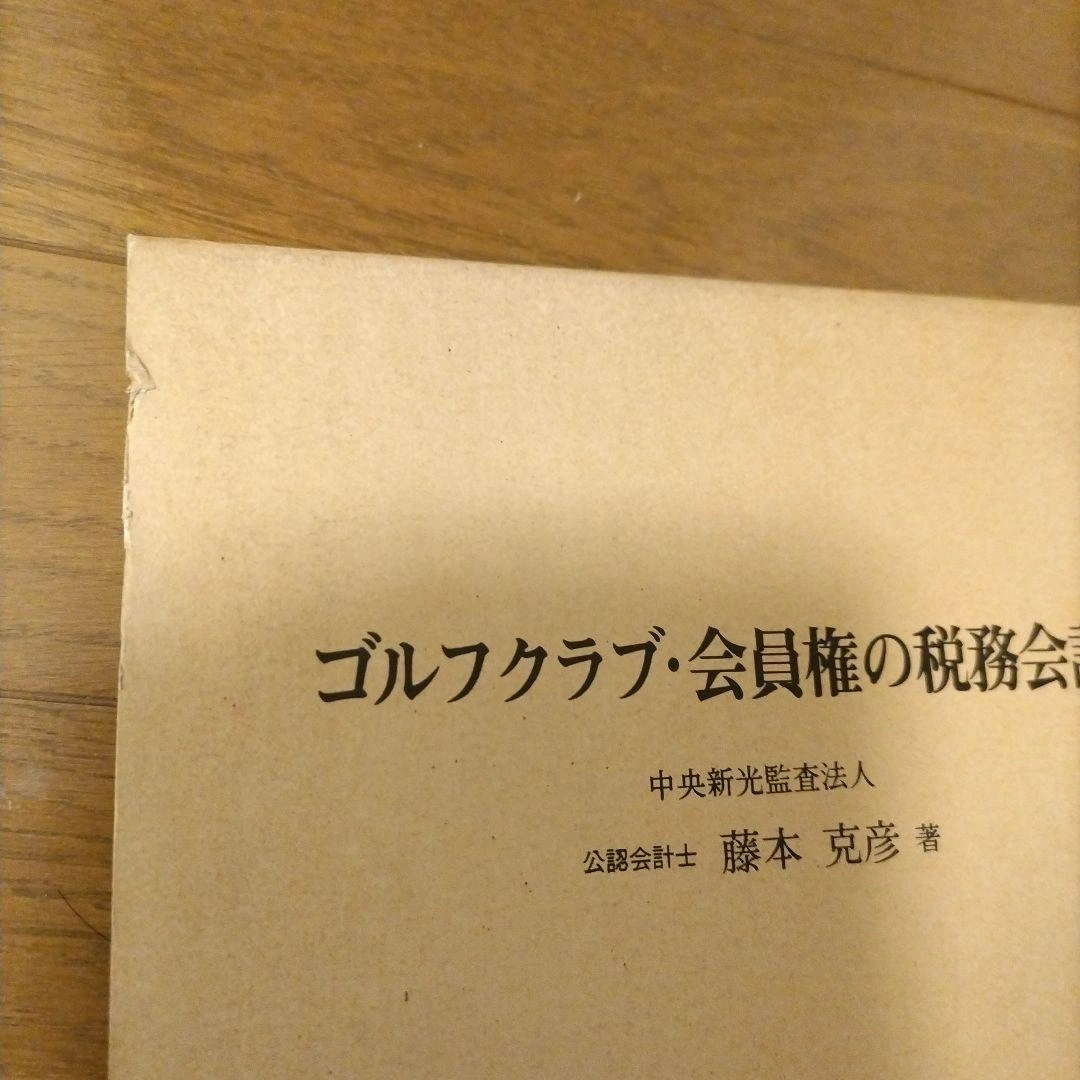 ゴルフクラブ・会員権の税務会
中央新光監査法人
公認会計士 藤本 克彦 著